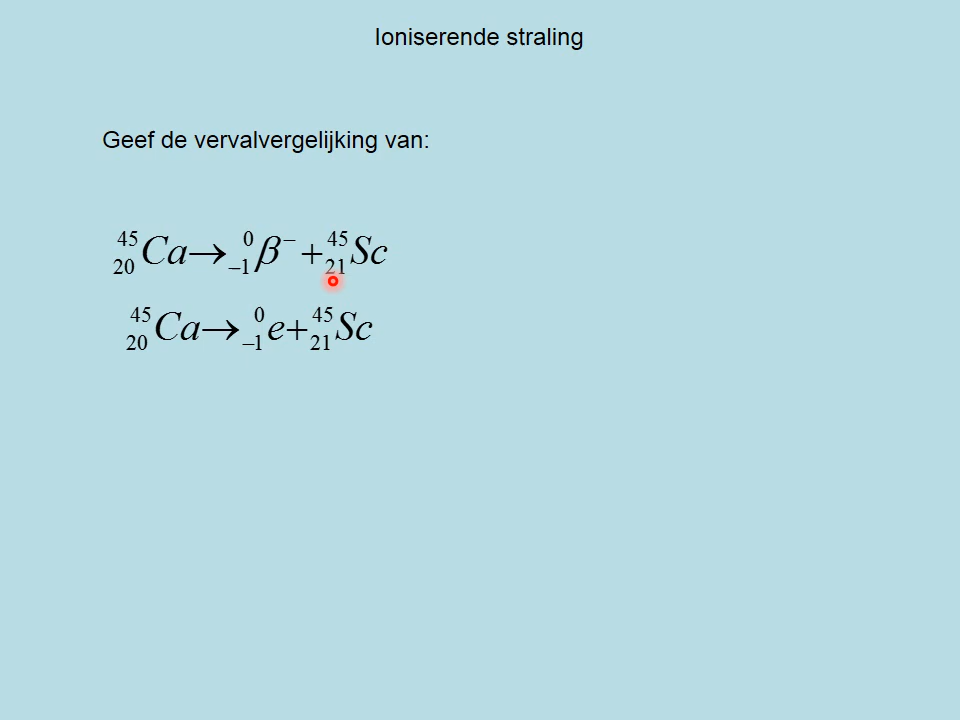 Ioniserende straling
Geef de vervalvergelijking van:
⁴⁵₂₀Ca → ⁰₋₁β⁻ + ⁴⁵₂₁Sc
⁴⁵₂₀Ca → ⁰₋₁e + ⁴⁵₂₁Sc